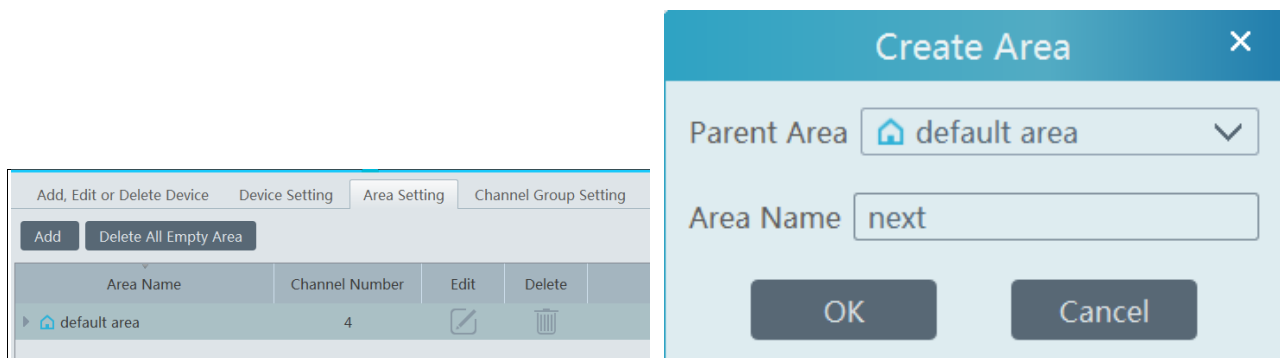 Add, Edit or Delete Device Device Setting Area Setting Channel Group Setting
Add Delete All Empty Area
Area Name Channel Number Edit Delete
default area 4
Create Area
Parent Area default area
Area Name next
OK Cancel